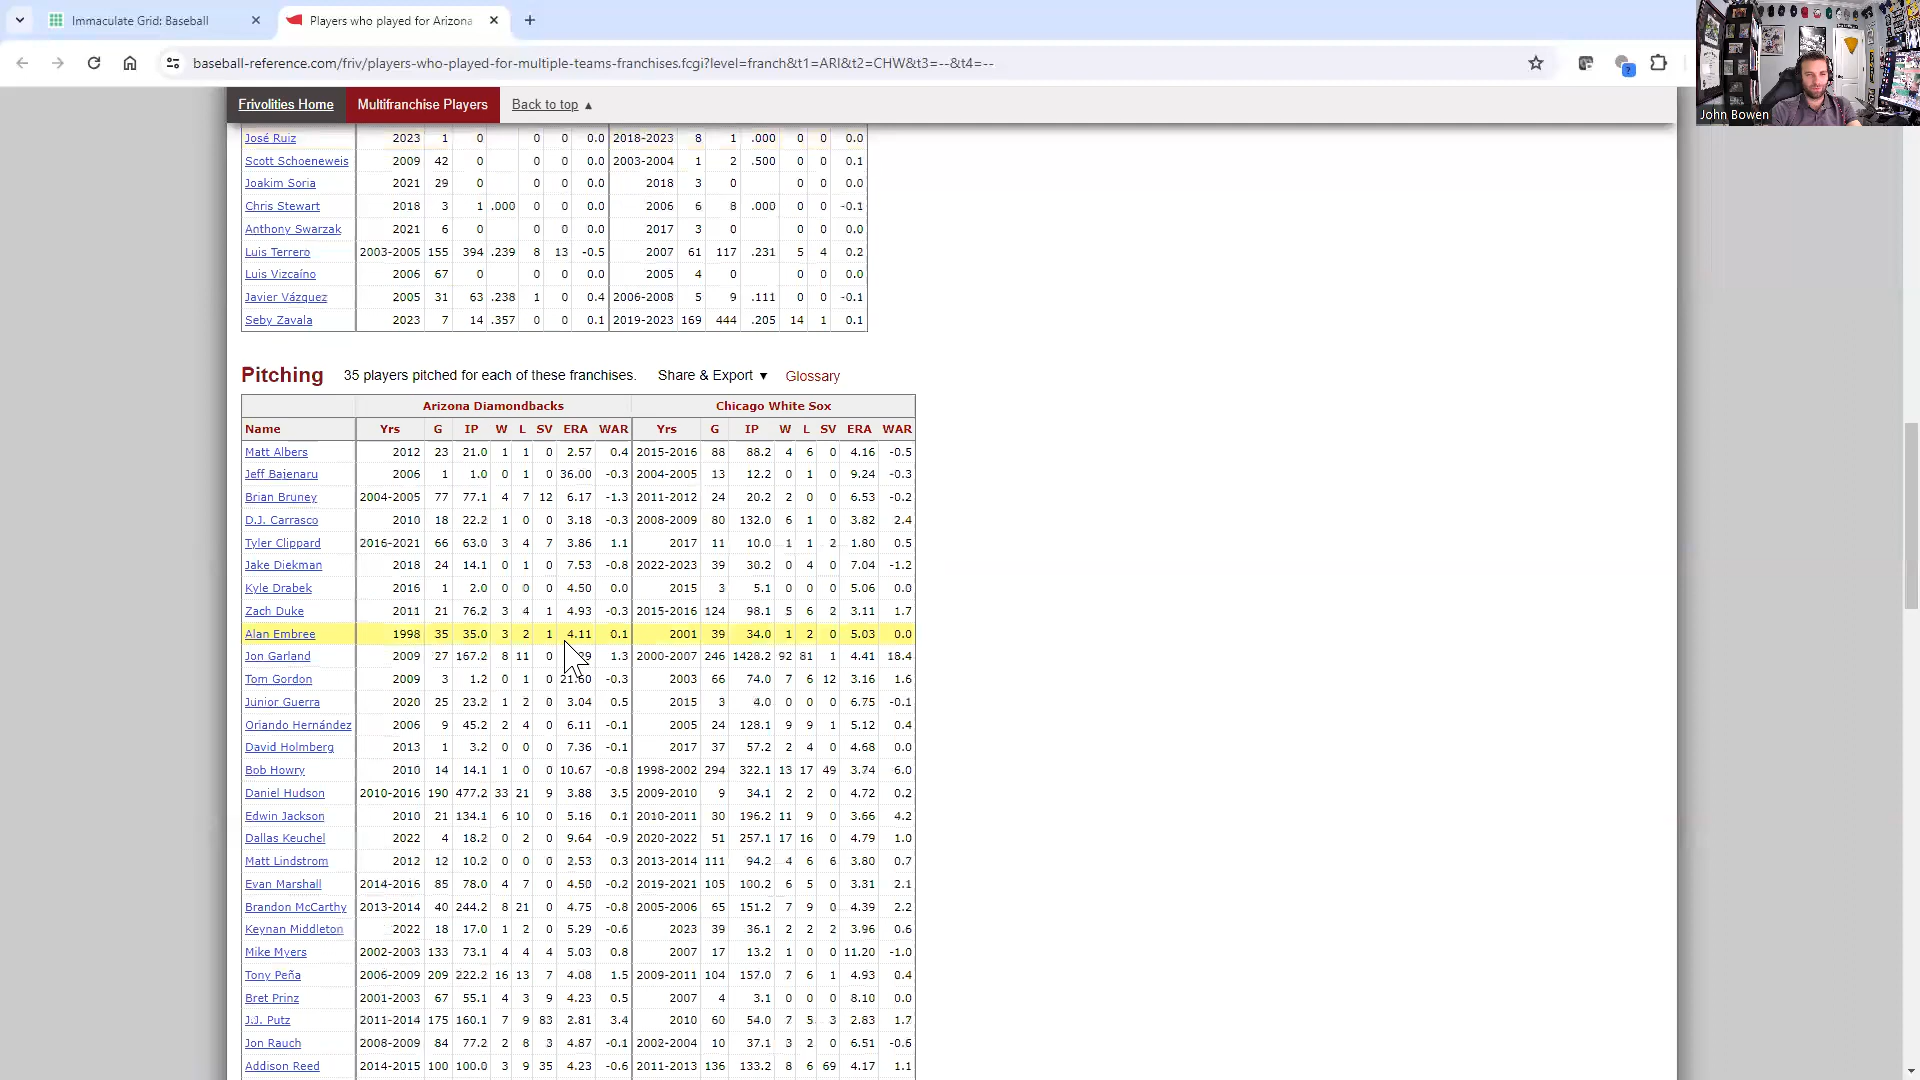 Immaculate Grid: Baseball
Players who played for Arizona
baseball-reference.com/friv/players-who-played-for-multiple-teams-franchises.fcgi?level=franch&t1=ARI&t2=CHW&t3=--&t4=--
John Bowen
Frivolities Home Multifranchise Players Back to top ▲
José Ruiz 2023 1 0 0 0 0.0 2018-2023 8 1 .000 0 0 0.0
Scott Schoeneweis 2009 42 0 0 0 0.0 2003-2004 1 2 .500 0 0 0.1
Joakim Soria 2021 29 0 0 0 0.0 2018 3 0 0 0 0.0
Chris Stewart 2018 3 1 .000 0 0 0.0 2006 6 8 .000 0 0 -0.1
Anthony Swarzak 2021 6 0 0 0 0.0 2017 3 0 0 0 0.0
Luis Terrero 2003-2005 155 394 .239 8 13 -0.5 2007 61 117 .231 5 4 0.2
Luis Vizcaíno 2006 67 0 0 0 0.0 2005 4 0 0 0 0.0
Javier Vázquez 2005 31 63 .238 1 0 0.4 2006-2008 5 9 .111 0 0 -0.1
Seby Zavala 2023 7 14 .357 0 0 0.1 2019-2023 169 444 .205 14 1 0.1
Pitching 35 players pitched for each of these franchises. Share & Export ▼ Glossary
Arizona Diamondbacks Chicago White Sox
Name Yrs G IP W L SV ERA WAR Yrs G IP W L SV ERA WAR
Matt Albers 2012 23 21.0 1 1 0 2.57 0.4 2015-2016 88 88.2 4 6 0 4.16 -0.5
Jeff Bajenaru 2006 1 1.0 0 1 0 36.00 -0.3 2004-2005 13 12.2 0 1 0 9.24 -0.3
Brian Bruney 2004-2005 77 77.1 4 7 12 6.17 -1.3 2011-2012 24 20.2 2 0 0 6.53 -0.2
D.J. Carrasco 2010 18 22.2 1 0 0 3.18 -0.3 2008-2009 80 132.0 6 1 0 3.82 2.4
Tyler Clippard 2016-2021 66 63.0 3 4 7 3.86 1.1 2017 11 10.0 1 1 2 1.80 0.5
Jake Diekman 2018 24 14.1 0 1 0 7.53 -0.8 2022-2023 39 30.2 0 4 0 7.04 -1.2
Kyle Drabek 2016 1 2.0 0 0 0 4.50 0.0 2015 3 5.1 0 0 0 5.06 0.0
Zach Duke 2011 21 76.2 3 4 1 4.93 -0.3 2015-2016 124 98.1 5 6 2 3.11 1.7
Alan Embree 1998 35 35.0 3 2 1 4.11 0.1 2001 39 34.0 1 2 0 5.03 0.0
Jon Garland 2009 27 167.2 8 11 0 1.3 2000-2007 246 1428.2 92 81 1 4.41 18.4
Tom Gordon 2009 3 1.2 0 1 0 21.60 -0.3 2003 66 74.0 7 6 12 3.16 1.6
Junior Guerra 2020 25 23.2 1 2 0 3.04 0.5 2015 3 4.0 0 0 0 6.75 -0.1
Orlando Hernández 2006 9 45.2 2 4 0 6.11 -0.1 2005 24 128.1 9 9 1 5.12 0.4
David Holmberg 2013 1 3.2 0 0 0 7.36 -0.1 2017 37 57.2 2 4 0 4.68 0.0
Bob Howry 2010 14 14.1 1 0 0 10.67 -0.8 1998-2002 294 322.1 13 17 49 3.74 6.0
Daniel Hudson 2010-2016 190 477.2 33 21 9 3.88 3.5 2009-2010 9 34.1 2 2 0 4.72 0.2
Edwin Jackson 2010 21 134.1 6 10 0 5.16 0.1 2010-2011 30 196.2 11 9 0 3.66 4.2
Dallas Keuchel 2022 4 18.2 0 2 0 9.64 -0.9 2020-2022 51 257.1 17 16 0 4.79 1.0
Matt Lindstrom 2012 12 10.2 0 0 0 2.53 0.3 2013-2014 111 94.2 4 6 6 3.80 0.7
Evan Marshall 2014-2016 85 78.0 4 7 0 4.50 -0.2 2019-2021 105 100.2 6 5 0 3.31 2.1
Brandon McCarthy 2013-2014 40 244.2 8 21 0 4.75 -0.8 2005-2006 65 151.2 7 9 0 4.39 2.2
Keynan Middleton 2022 18 17.0 1 2 0 5.29 -0.6 2023 39 36.1 2 2 2 3.96 0.6
Mike Myers 2002-2003 133 73.1 4 4 4 5.03 0.8 2007 17 13.2 1 0 0 11.20 -1.0
Tony Peña 2006-2009 209 222.2 16 13 7 4.08 1.5 2009-2011 104 157.0 7 6 1 4.93 0.4
Bret Prinz 2001-2003 67 55.1 4 3 9 4.23 0.5 2007 4 3.1 0 0 0 8.10 0.0
J.J. Putz 2011-2014 175 160.1 7 9 83 2.81 3.4 2010 60 54.0 7 5 3 2.83 1.7
Jon Rauch 2008-2009 84 77.2 2 8 3 4.87 -0.1 2002-2004 10 37.1 3 2 0 6.51 -0.6
Addison Reed 2014-2015 100 100.0 3 9 35 4.23 -0.6 2011-2013 136 133.2 8 6 69 4.17 1.1